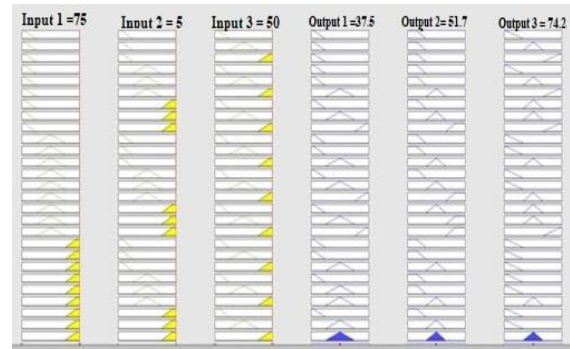 Input 1 =75 Input 2 = 5 Input 3 = 50 Output 1 =37.5 Output 2= 51.7 Output 3 = 74.2